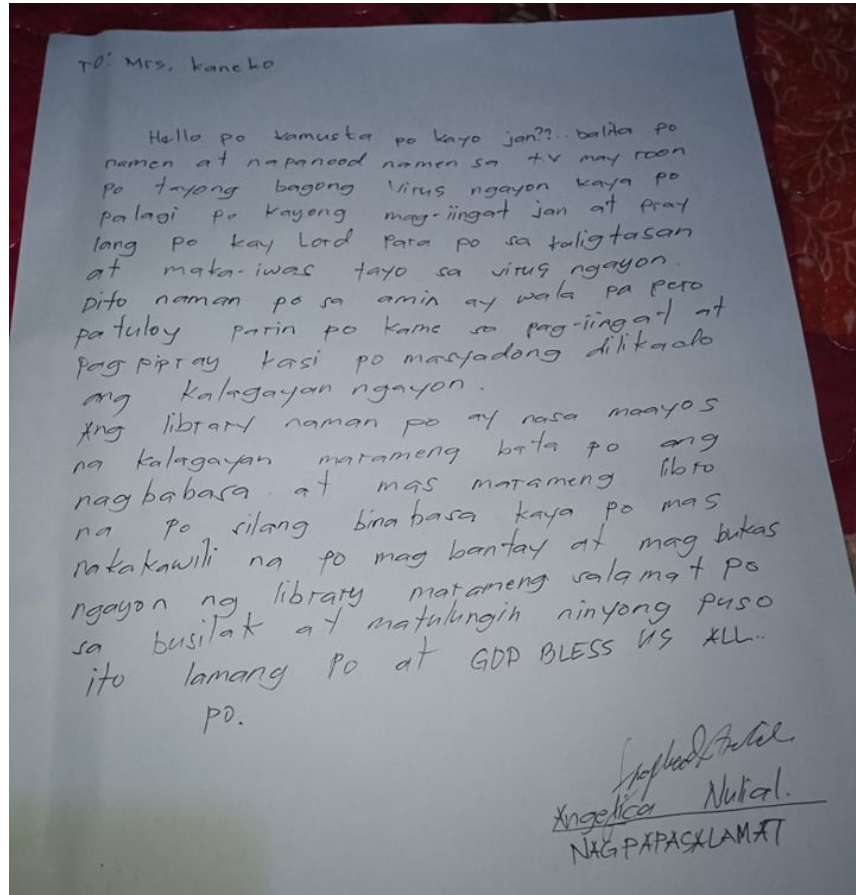 TO: Mrs, kaneko
Hello po kamusta po kayo jan??.. balita po
namen at napanood namen sa t.v may roon
po tayong bagong virus ngayon kaya po
palagi po kayong mag-iingat jan at pray
lang po kay Lord para po sa kaligtasan
at maka-iwas tayo sa virus ngayon.
Dito naman po sa amin ay wala pa pero
patuloy parin po kame sa pag-iingat at
pag pipray kasi po masyadong dilikado
ang kalagayan ngayon.
Ang library naman po ay nasa maayos
na kalagayan marameng bata po ang
nagbabasa at mas marameng libro
na po silang binabasa kaya po mas
nakakawili na po mag bantay at mag bukas
ngayon ng library marameng salamat po
sa busilak at matulungin ninyong puso
ito lamang po at GOD BLESS US ALL..
po.
Angelica Nulial.
NAGPAPASALAMAT